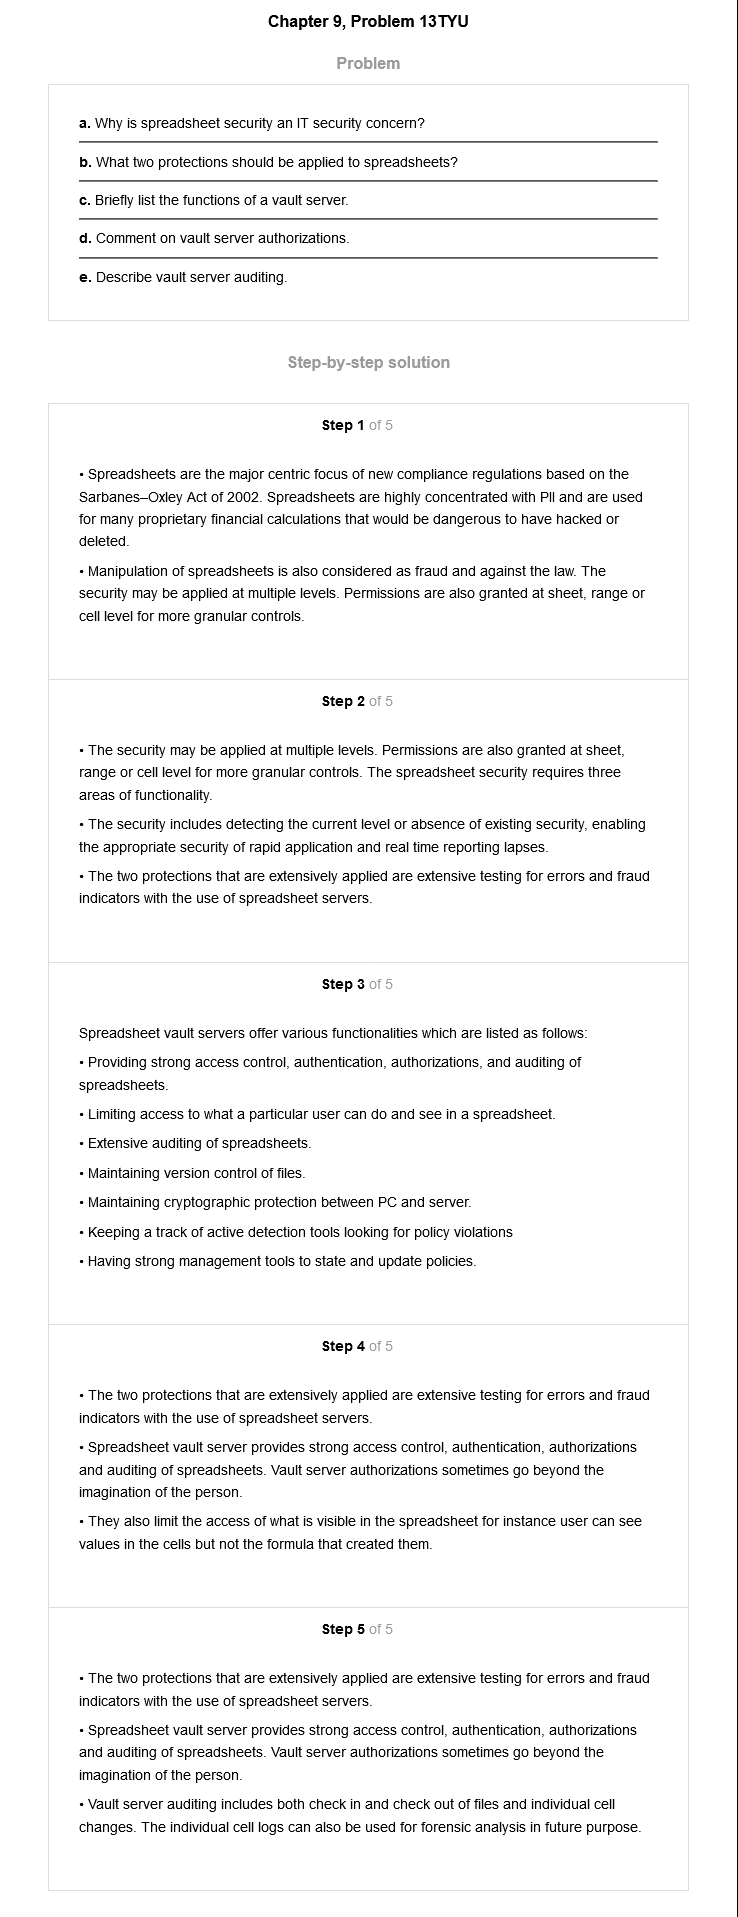 Chapter 9, Problem 13TYU
Problem
a. Why is spreadsheet security an IT security concern?
b. What two protections should be applied to spreadsheets?
c. Briefly list the functions of a vault server.
d. Comment on vault server authorizations.
e. Describe vault server auditing.
Step-by-step solution
Step 1 of 5
• Spreadsheets are the major centric focus of new compliance regulations based on the
Sarbanes–Oxley Act of 2002. Spreadsheets are highly concentrated with PII and are used
for many proprietary financial calculations that would be dangerous to have hacked or
deleted.
• Manipulation of spreadsheets is also considered as fraud and against the law. The
security may be applied at multiple levels. Permissions are also granted at sheet, range or
cell level for more granular controls.
Step 2 of 5
• The security may be applied at multiple levels. Permissions are also granted at sheet,
range or cell level for more granular controls. The spreadsheet security requires three
areas of functionality.
• The security includes detecting the current level or absence of existing security, enabling
the appropriate security of rapid application and real time reporting lapses.
• The two protections that are extensively applied are extensive testing for errors and fraud
indicators with the use of spreadsheet servers.
Step 3 of 5
Spreadsheet vault servers offer various functionalities which are listed as follows:
• Providing strong access control, authentication, authorizations, and auditing of
spreadsheets.
• Limiting access to what a particular user can do and see in a spreadsheet.
• Extensive auditing of spreadsheets.
• Maintaining version control of files.
• Maintaining cryptographic protection between PC and server.
• Keeping a track of active detection tools looking for policy violations
• Having strong management tools to state and update policies.
Step 4 of 5
• The two protections that are extensively applied are extensive testing for errors and fraud
indicators with the use of spreadsheet servers.
• Spreadsheet vault server provides strong access control, authentication, authorizations
and auditing of spreadsheets. Vault server authorizations sometimes go beyond the
imagination of the person.
• They also limit the access of what is visible in the spreadsheet for instance user can see
values in the cells but not the formula that created them.
Step 5 of 5
• The two protections that are extensively applied are extensive testing for errors and fraud
indicators with the use of spreadsheet servers.
• Spreadsheet vault server provides strong access control, authentication, authorizations
and auditing of spreadsheets. Vault server authorizations sometimes go beyond the
imagination of the person.
• Vault server auditing includes both check in and check out of files and individual cell
changes. The individual cell logs can also be used for forensic analysis in future purpose.